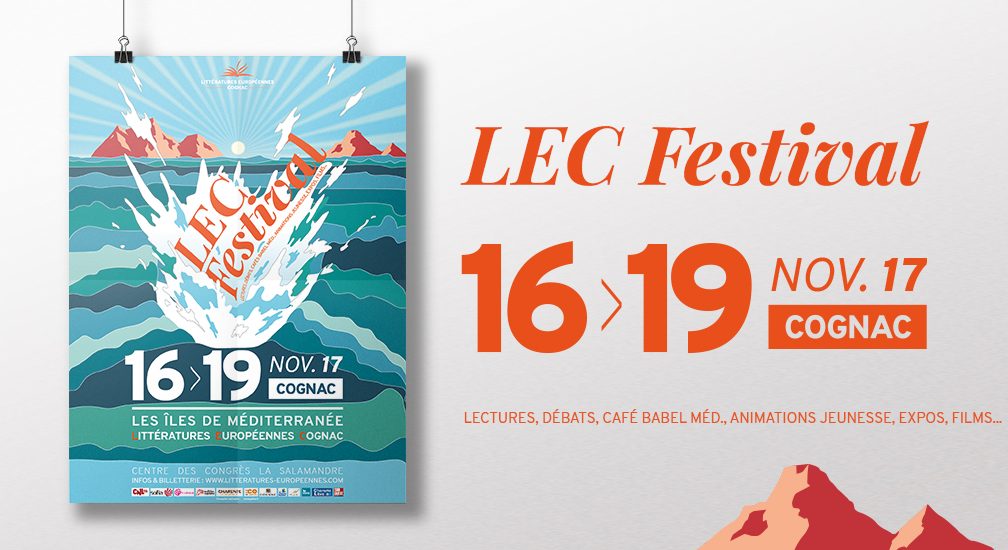 LITTÉRATURES EUROPÉENNES
COGNAC
LEC
Festival
16 > 19 NOV. 17
COGNAC
LES ÎLES DE MÉDITERRANÉE
LITTÉRATURES EUROPÉENNES COGNAC
CENTRE DES CONGRÈS LA SALAMANDRE
INFOS & BILLETTERIE : WWW.LITTERATURES-EUROPEENNES.COM
CHARENTE
LEC Festival
16 > 19 NOV. 17
COGNAC
LECTURES, DÉBATS, CAFÉ BABEL MÉD., ANIMATIONS JEUNESSE, EXPOS, FILMS...